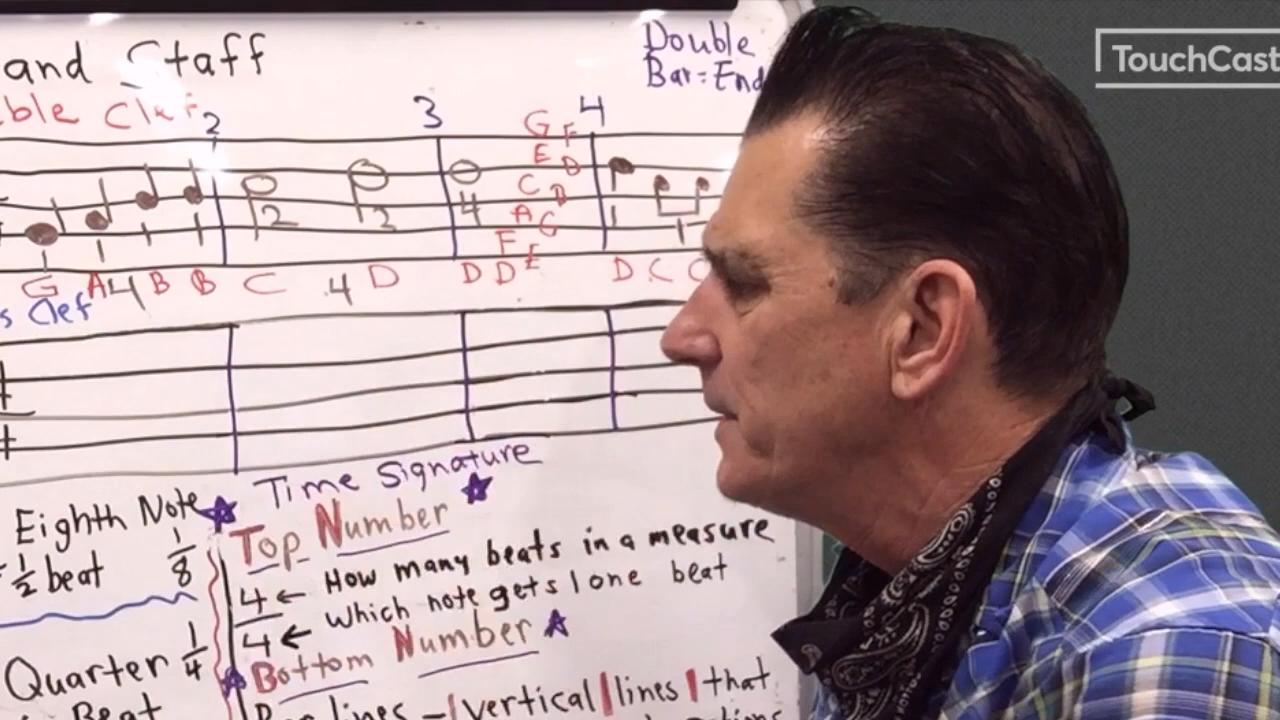 and Staff
Double
Bar=End
TouchCast
ble Clef
2
3
4
G F
E D
C B
A G
F E
2 2 4 1 1
G A 4 B B C 4 D D D D C C
s Clef
Time Signature
Eighth Note
Top Number
1/2 beat 1/8
4 ← How many beats in a measure
4 ← which note gets 1 one beat
Quarter 1/4
Bottom Number
Beat
lines - vertical lines that